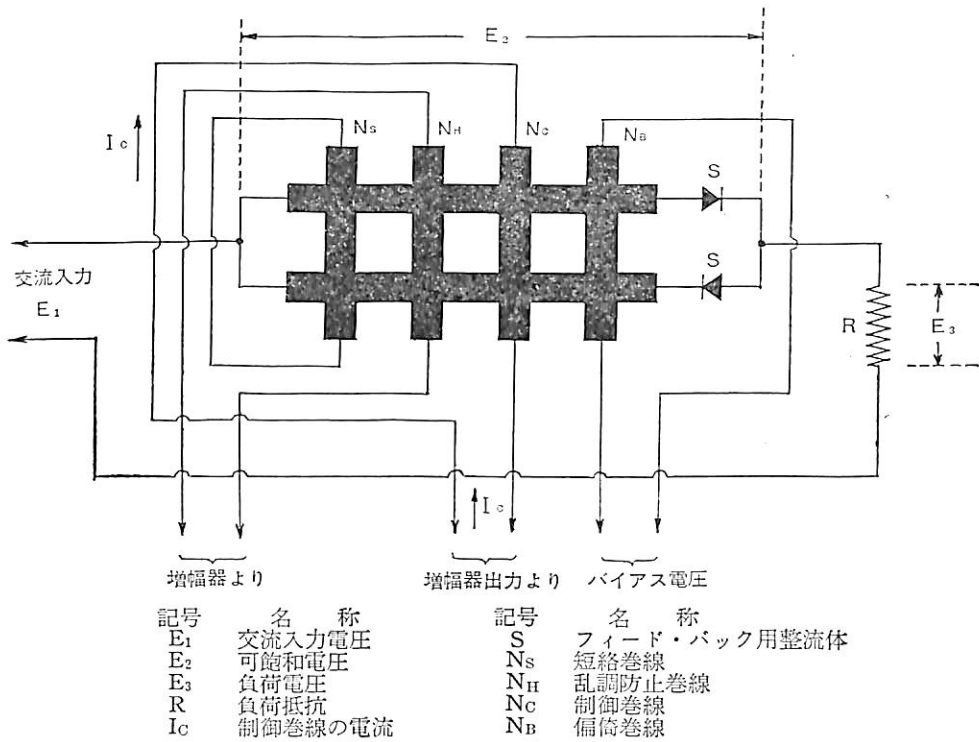 E₂
Ic
Ns
NH
Nc
NB
S
S
交流入力
E₁
R
E₃
Ic
増幅器より
増幅器出力より
バイアス電圧
記号 名 称
E₁ 交流入力電圧
E₂ 可飽和電圧
E₃ 負荷電圧
R 負荷抵抗
Ic 制御巻線の電流
記号 名 称
S フィード・バック用整流体
Ns 短絡巻線
NH 乱調防止巻線
Nc 制御巻線
NB 偏倚巻線